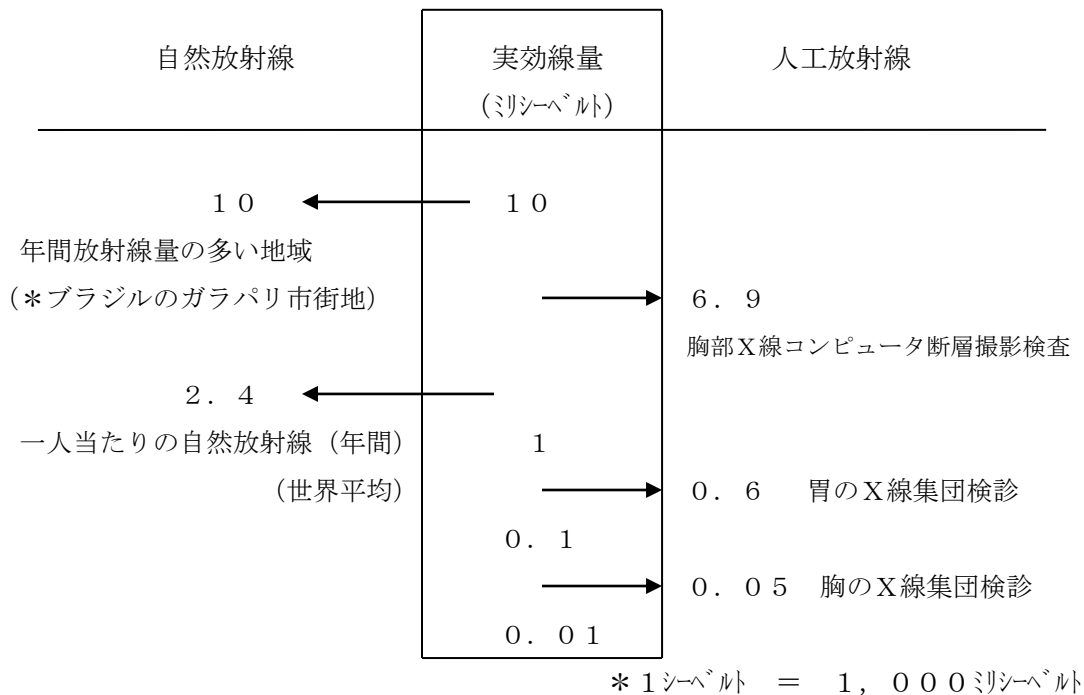 自然放射線　実効線量　人工放射線
(ﾐﾘｼｰﾍﾞﾙﾄ)
１０　１０
年間放射線量の多い地域
(＊ブラジルのガラパリ市街地)
６．９
胸部Ｘ線コンピュータ断層撮影検査
２．４
一人当たりの自然放射線（年間）
１
(世界平均)
０．６　胃のＸ線集団検診
０．１
０．０５　胸のＸ線集団検診
０．０１
＊１ｼｰﾍﾞﾙﾄ　＝　１，０００ﾐﾘｼｰﾍﾞﾙﾄ